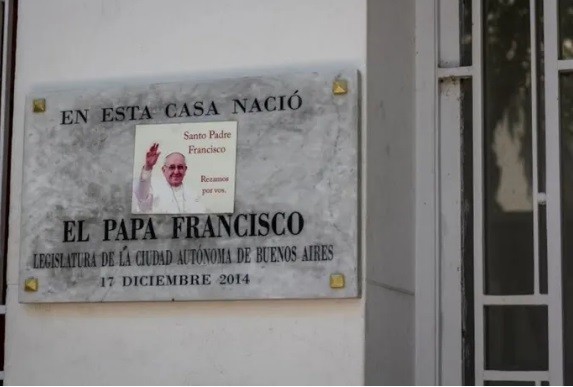 EN ESTA CASA NACIÓ
Santo Padre
Francisco
Rezamos
por vos.
EL PAPA FRANCISCO
LEGISLATURA DE LA CIUDAD AUTÓNOMA DE BUENOS AIRES
17 DICIEMBRE 2014